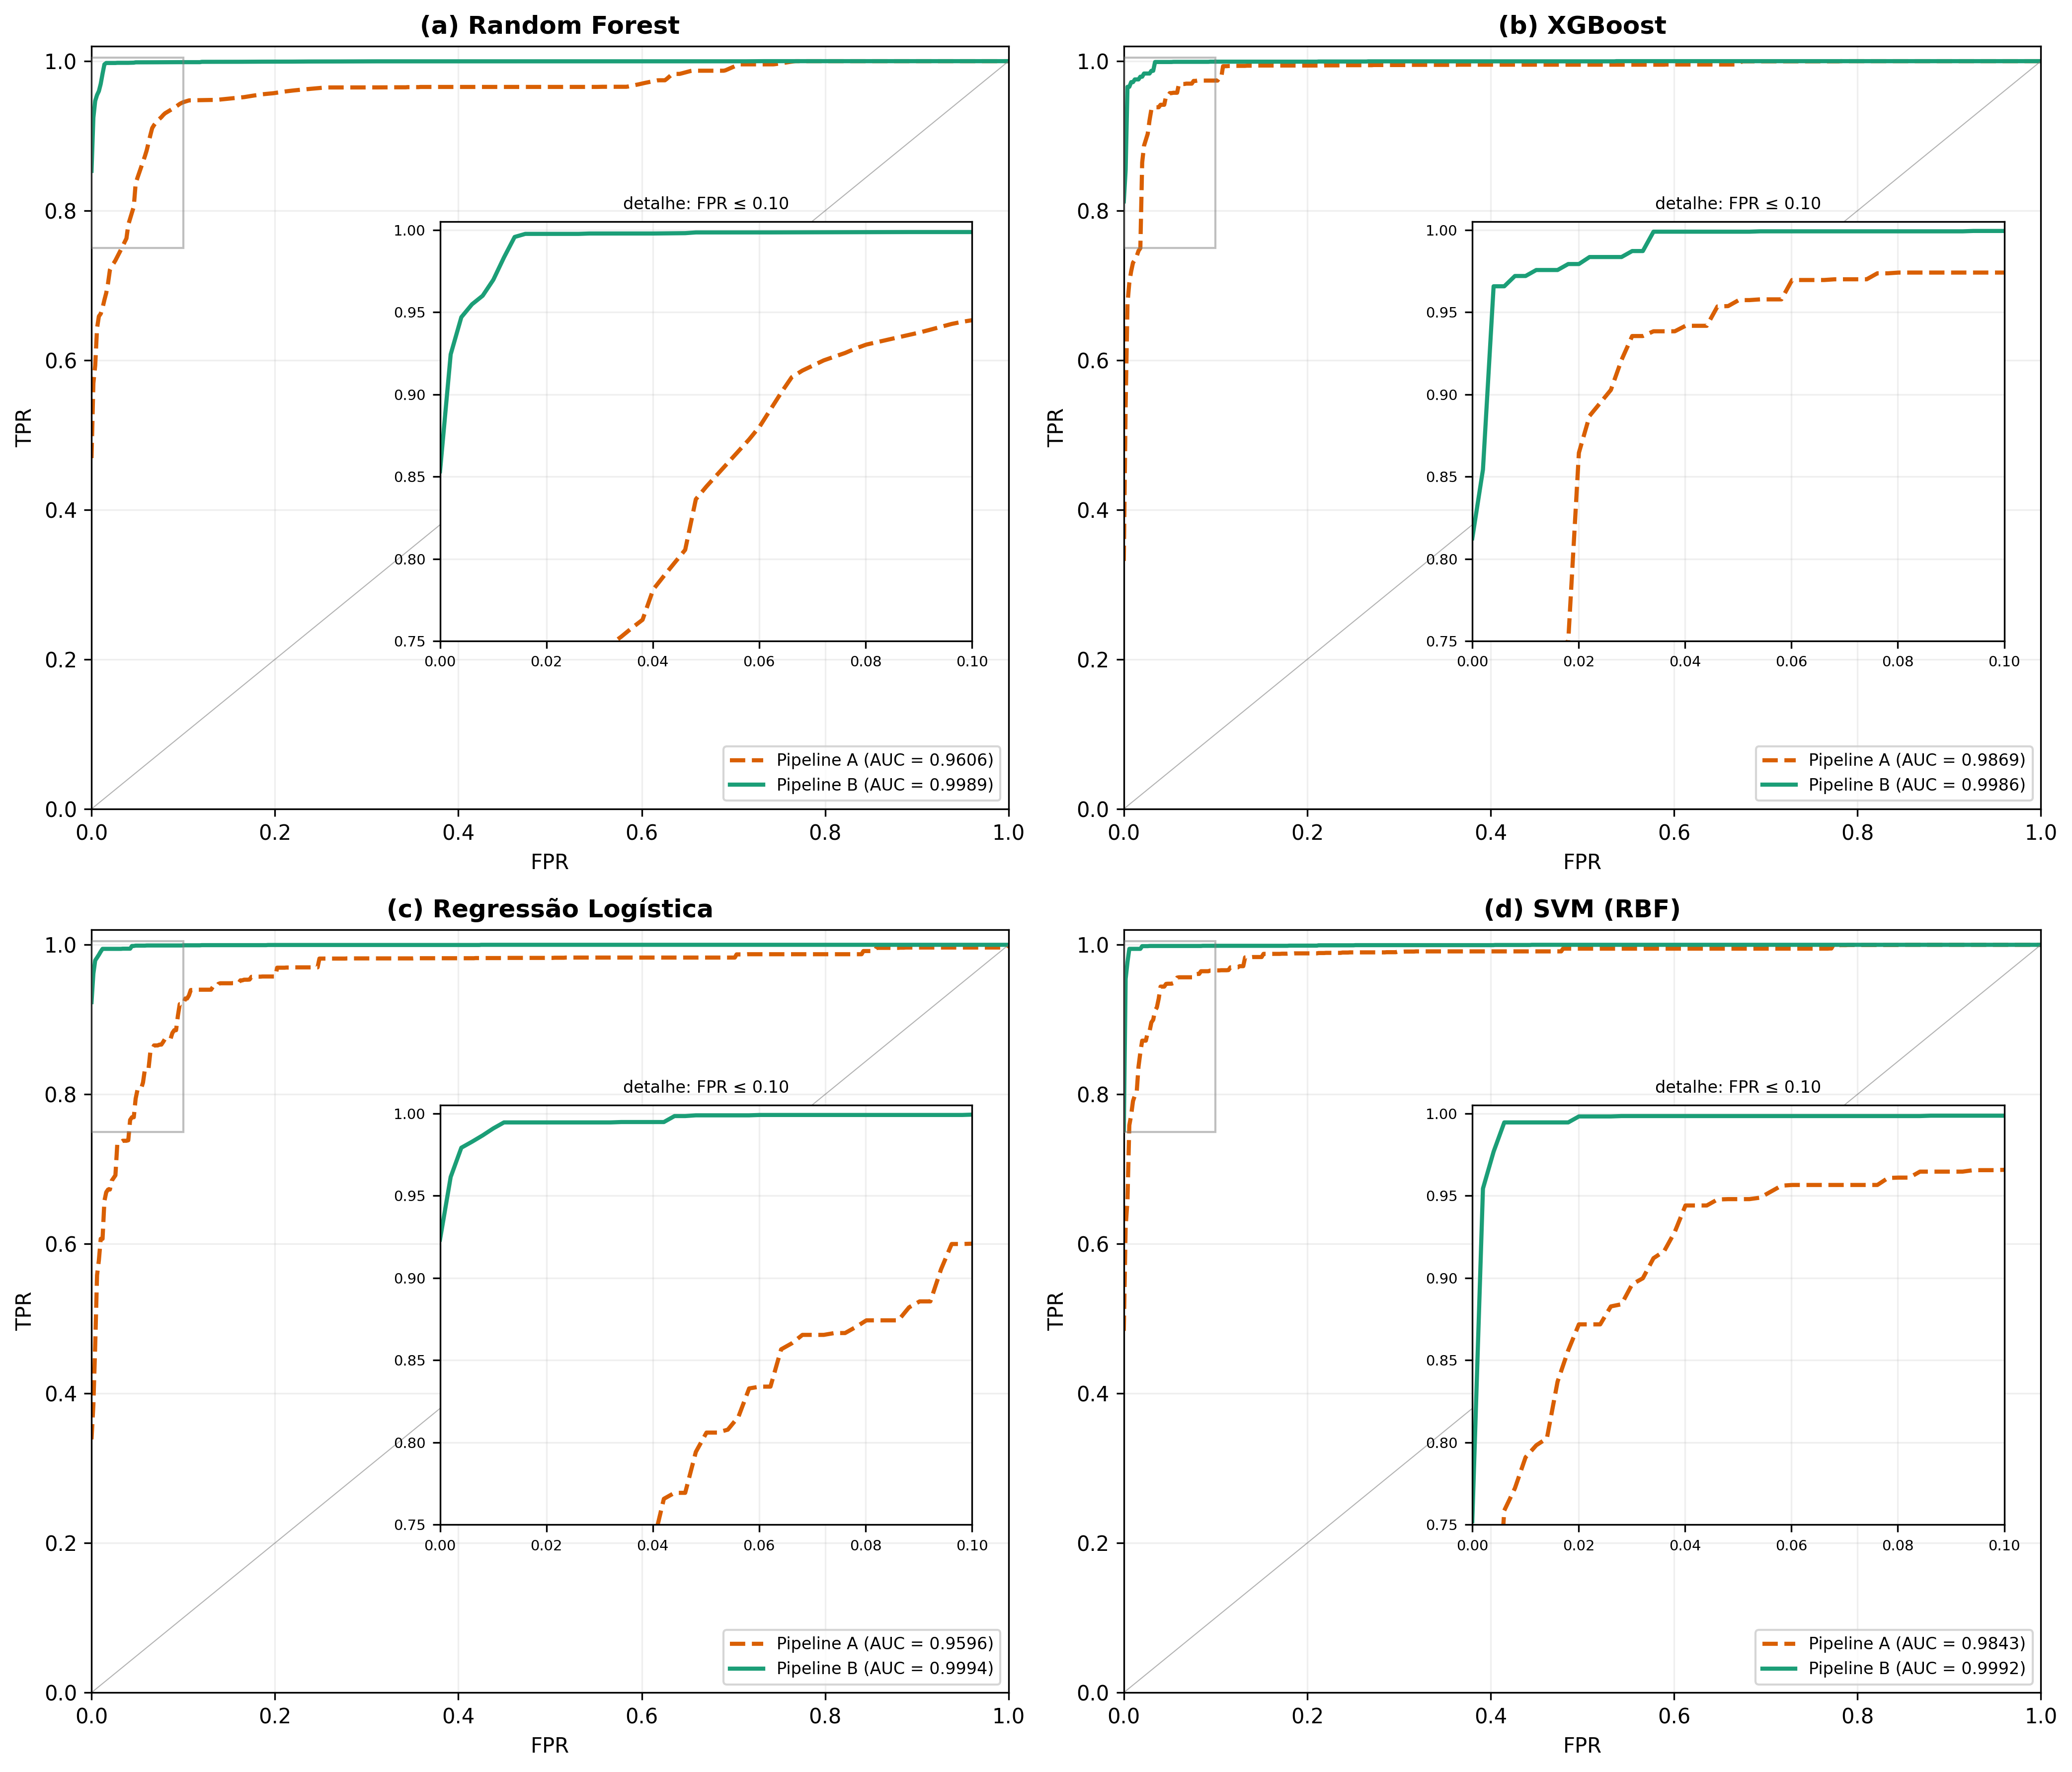 (a) Random Forest
1.0
0.8
0.6
0.4
0.2
0.0
TPR
detalhe: FPR ≤ 0.10
1.00
0.95
0.90
0.85
0.80
0.75
0.00 0.02 0.04 0.06 0.08 0.10
Pipeline A (AUC = 0.9606)
Pipeline B (AUC = 0.9989)
0.0 0.2 0.4 0.6 0.8 1.0
FPR
(b) XGBoost
1.0
0.8
0.6
0.4
0.2
0.0
TPR
detalhe: FPR ≤ 0.10
1.00
0.95
0.90
0.85
0.80
0.75
0.00 0.02 0.04 0.06 0.08 0.10
Pipeline A (AUC = 0.9869)
Pipeline B (AUC = 0.9986)
0.0 0.2 0.4 0.6 0.8 1.0
FPR
(c) Regressão Logística
1.0
0.8
0.6
0.4
0.2
0.0
TPR
detalhe: FPR ≤ 0.10
1.00
0.95
0.90
0.85
0.80
0.75
0.00 0.02 0.04 0.06 0.08 0.10
Pipeline A (AUC = 0.9596)
Pipeline B (AUC = 0.9994)
0.0 0.2 0.4 0.6 0.8 1.0
FPR
(d) SVM (RBF)
1.0
0.8
0.6
0.4
0.2
0.0
TPR
detalhe: FPR ≤ 0.10
1.00
0.95
0.90
0.85
0.80
0.75
0.00 0.02 0.04 0.06 0.08 0.10
Pipeline A (AUC = 0.9843)
Pipeline B (AUC = 0.9992)
0.0 0.2 0.4 0.6 0.8 1.0
FPR